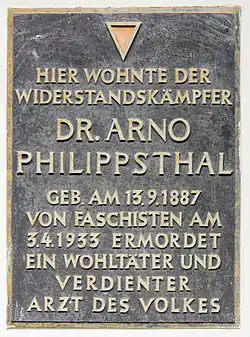 HIER WOHNTE DER
WIDERSTANDSKÄMPFER
DR. ARNO
PHILIPPSTHAL
GEB. AM 13.9.1887
VON FASCHISTEN AM
3.4.1933 ERMORDET
EIN WOHLTÄTER UND
VERDIENTER
ARZT DES VOLKES